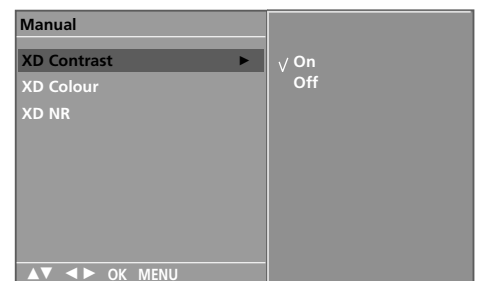 Manual
XD Contrast ►
√ On
Off
XD Colour
XD NR
▲▼ ◄► OK MENU